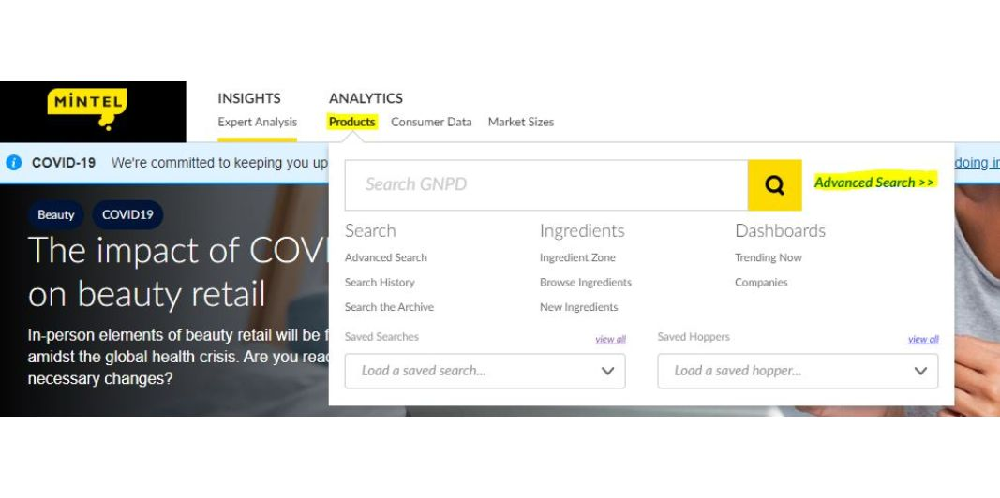 MINTEL
INSIGHTS
ANALYTICS
Expert Analysis
Products
Consumer Data
Market Sizes
COVID-19 We're committed to keeping you up
doing in
Search GNPD
Advanced Search >>
Search
Advanced Search
Search History
Search the Archive
Ingredients
Ingredient Zone
Browse Ingredients
New Ingredients
Dashboards
Trending Now
Companies
Saved Searches
view all
Load a saved search...
Saved Hoppers
view all
Load a saved hopper...
Beauty
COVID19
The impact of COVI
on beauty retail
In-person elements of beauty retail will be f
amidst the global health crisis. Are you read
necessary changes?